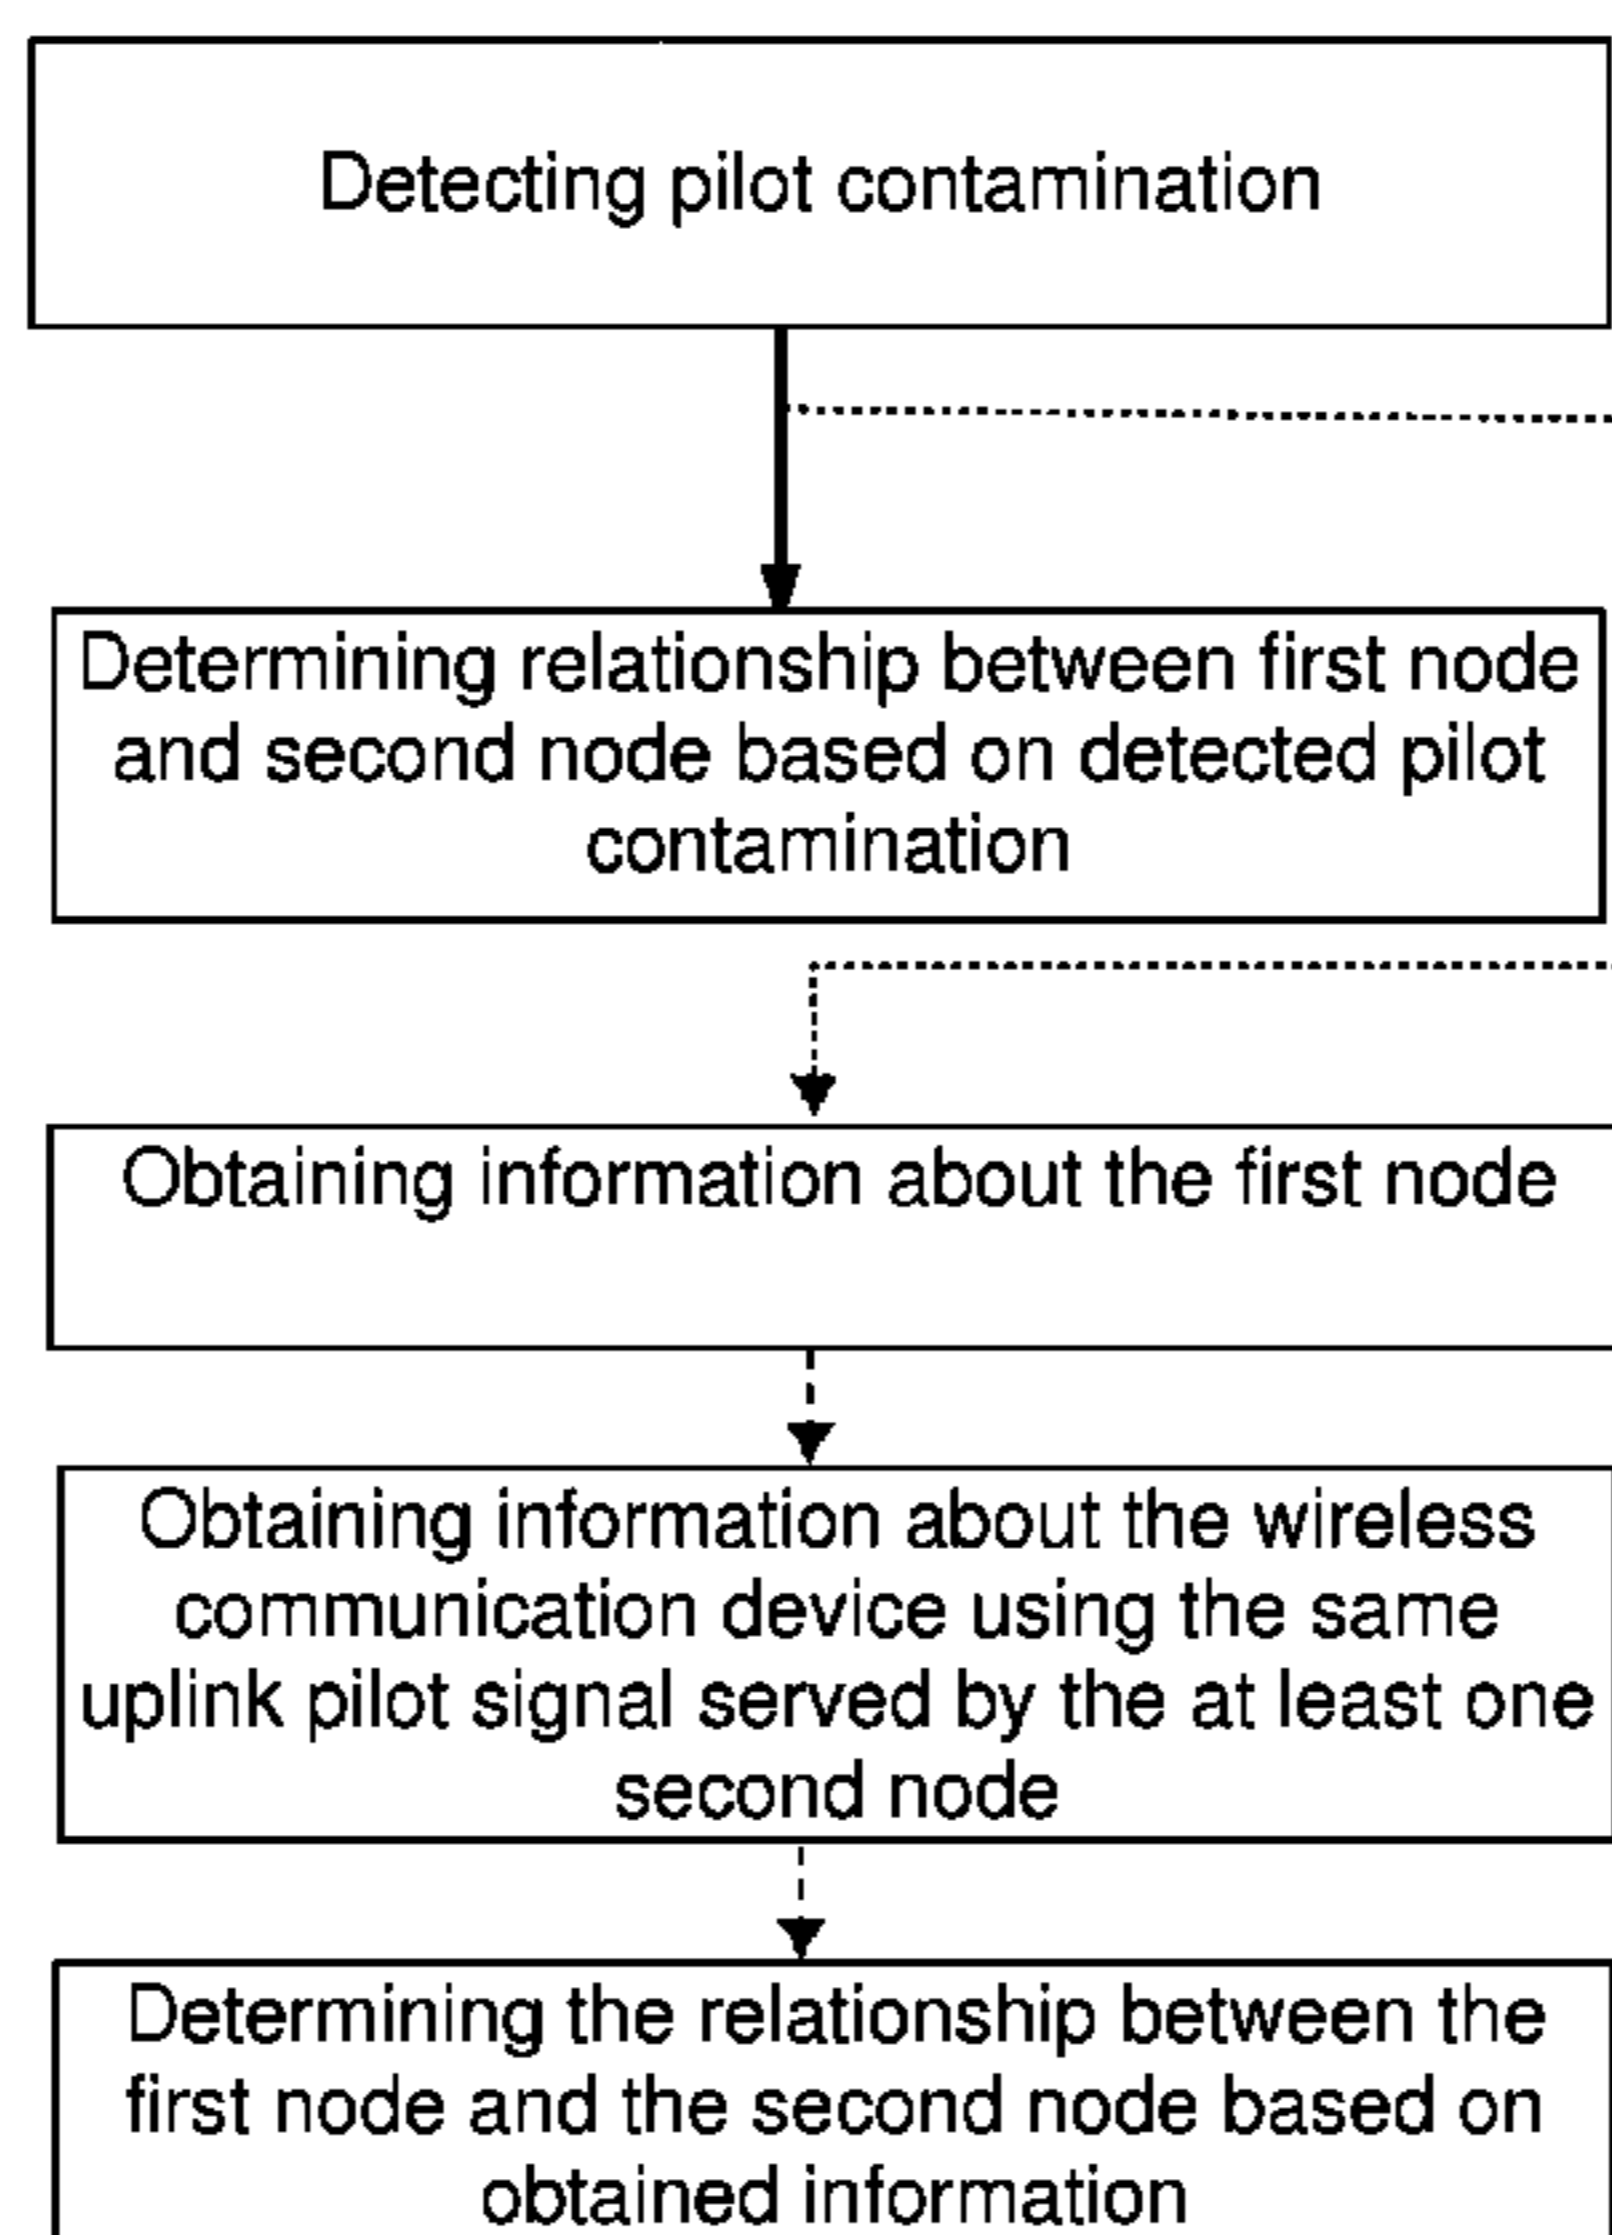 Detecting pilot contamination
Determining relationship between first node
and second node based on detected pilot
contamination
Obtaining information about the first node
Obtaining information about the wireless
communication device using the same
uplink pilot signal served by the at least one
second node
Determining the relationship between the
first node and the second node based on
obtained information